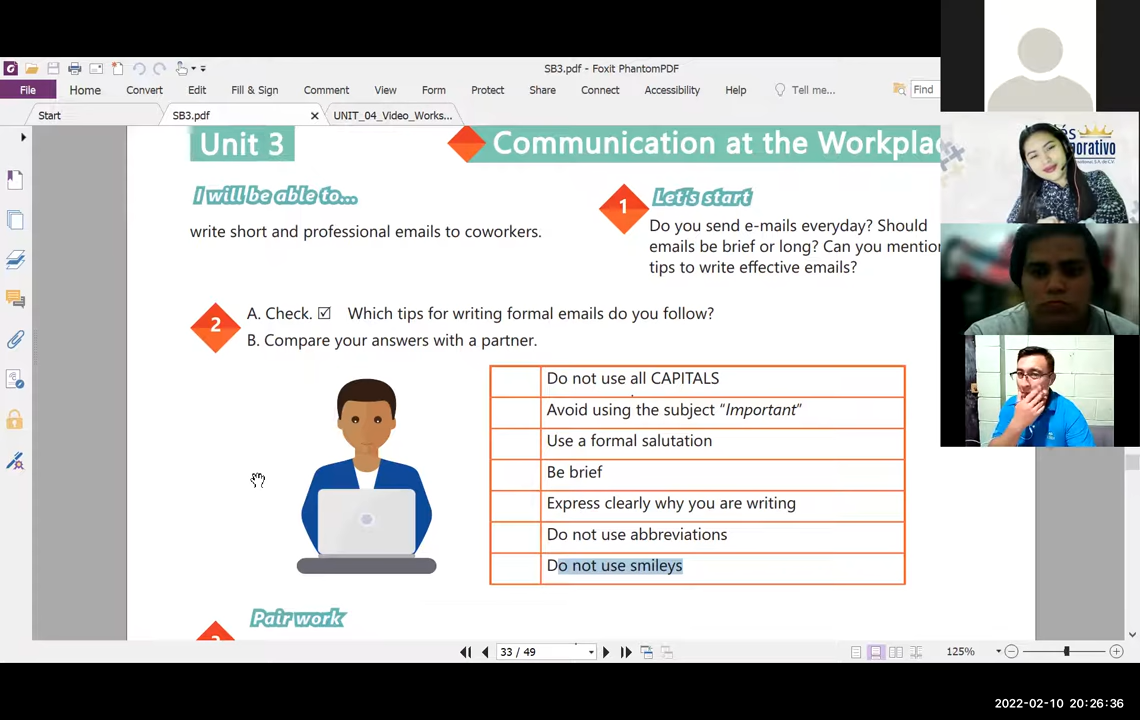 SB3.pdf - Foxit PhantomPDF
File Home Convert Edit Fill & Sign Comment View Form Protect Share Connect Accessibility Help Tell me... Find
Start SB3.pdf UNIT_04_Video_Works...
Unit 3
Communication at the Workplac
I will be able to...
write short and professional emails to coworkers.
1
Let's start
Do you send e-mails everyday? Should
emails be brief or long? Can you mention
tips to write effective emails?
2
A. Check. ☑ Which tips for writing formal emails do you follow?
B. Compare your answers with a partner.
Do not use all CAPITALS
Avoid using the subject "Important"
Use a formal salutation
Be brief
Express clearly why you are writing
Do not use abbreviations
Do not use smileys
Pair work
33 / 49
125%
2022-02-10 20:26:36